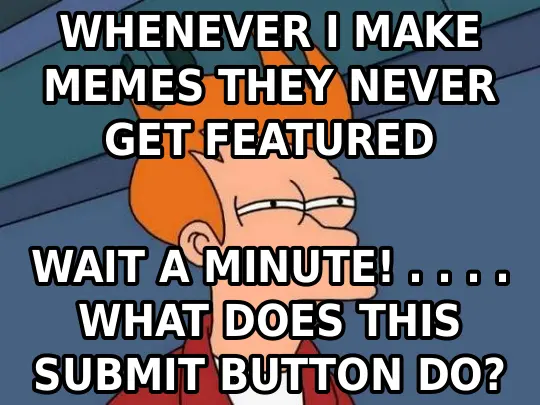 WHENEVER I MAKE
MEMES THEY NEVER
GET FEATURED
WAIT A MINUTE! . . . .
WHAT DOES THIS
SUBMIT BUTTON DO?